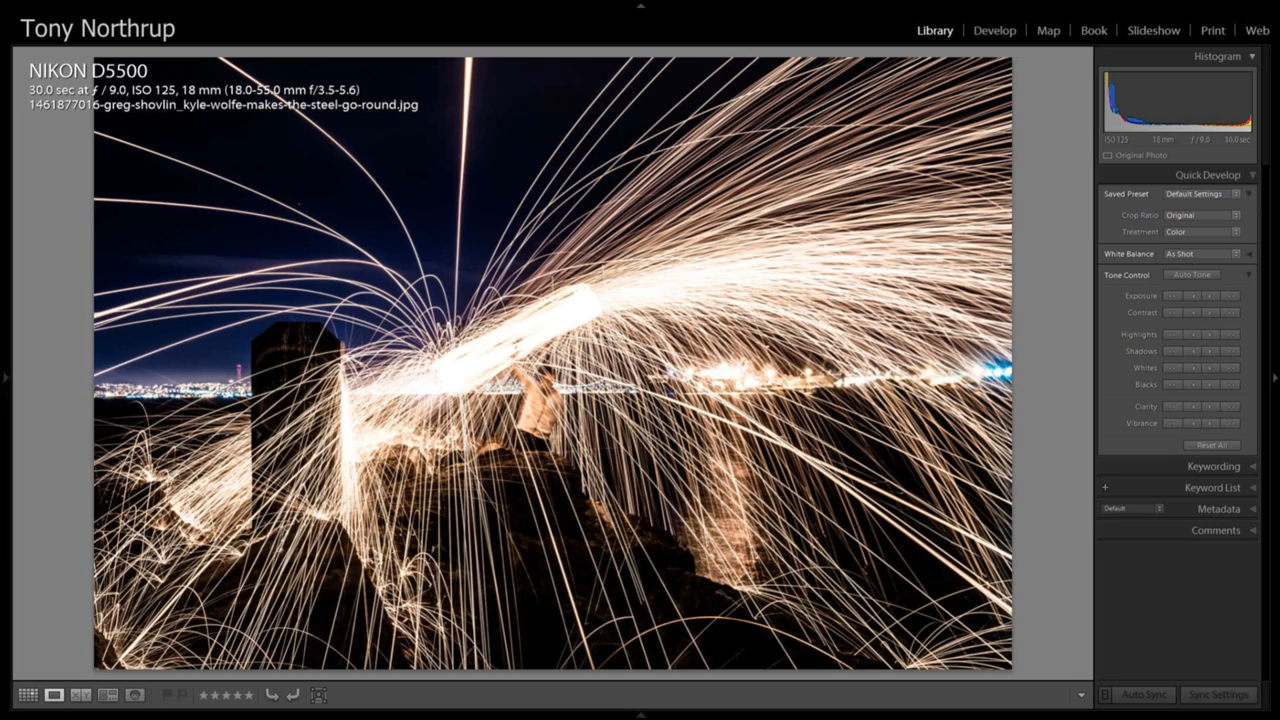 Tony Northrup
Library | Develop | Map | Book | Slideshow | Print | Web
NIKON D5500
30.0 sec at ƒ / 9.0, ISO 125, 18 mm (18.0-55.0 mm f/3.5-5.6)
1461877016-greg-shovlin_kyle-wolfe-makes-the-steel-go-round.jpg
Histogram
ISO 125 18 mm ƒ / 9.0 30.0 sec
Original Photo
Quick Develop
Saved Preset Default Settings
Crop Ratio Original
Treatment Color
White Balance As Shot
Tone Control Auto Tone
Exposure
Contrast
Highlights
Shadows
Whites
Blacks
Clarity
Vibrance
Reset All
Keywording
+ Keyword List
Default Metadata
Comments
X Y
Auto Sync Sync Settings